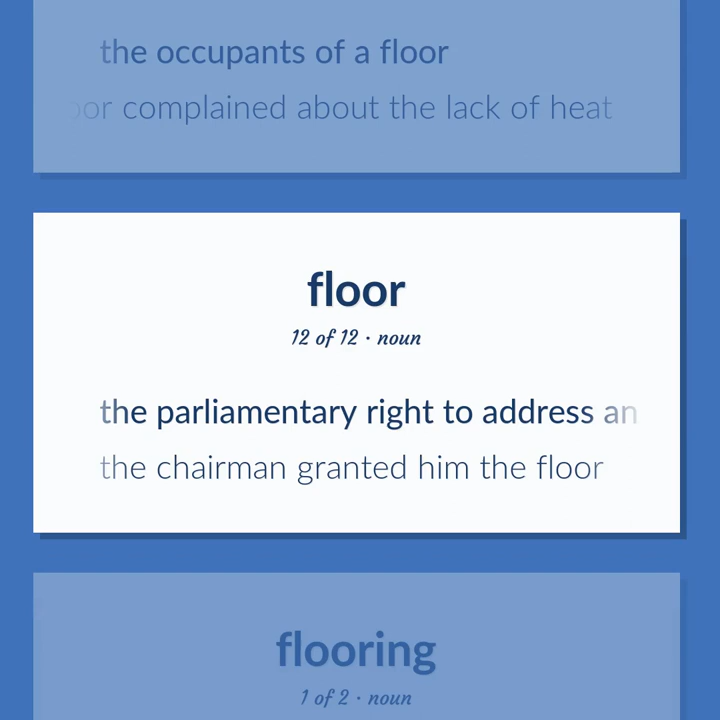 the occupants of a floor
complained about the lack of heat
floor
12 of 12 · noun
the parliamentary right to address an
the chairman granted him the floor
flooring
1 of 2 · noun